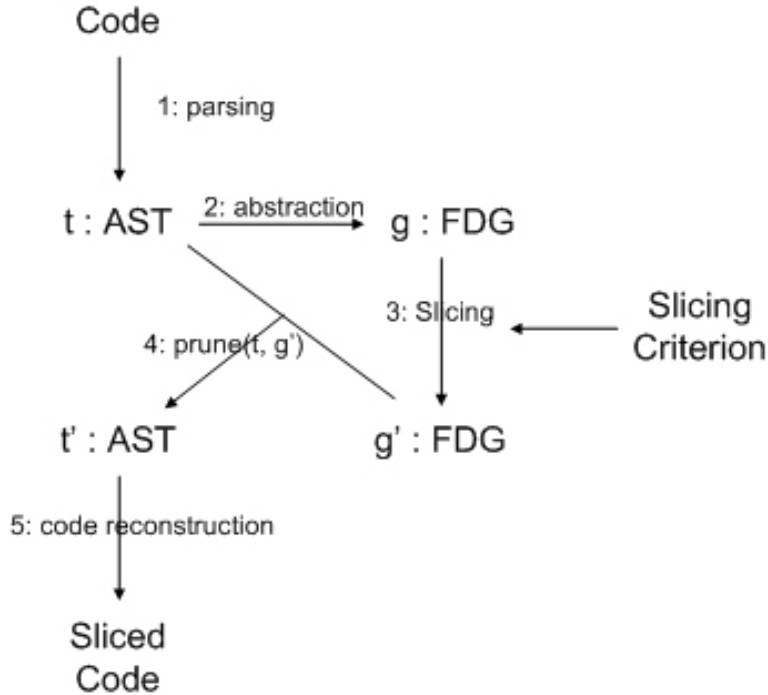 Code
1: parsing
t : AST
2: abstraction
g : FDG
3: Slicing
Slicing
Criterion
4: prune(t, g’)
t’ : AST
g’ : FDG
5: code reconstruction
Sliced
Code